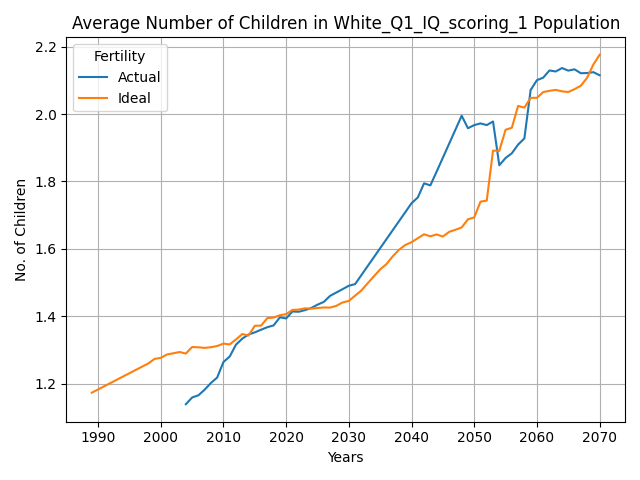 Average Number of Children in White_Q1_IQ_scoring_1 Population
Fertility
Actual
Ideal
No. of Children
2.2
2.0
1.8
1.6
1.4
1.2
1990 2000 2010 2020 2030 2040 2050 2060 2070
Years